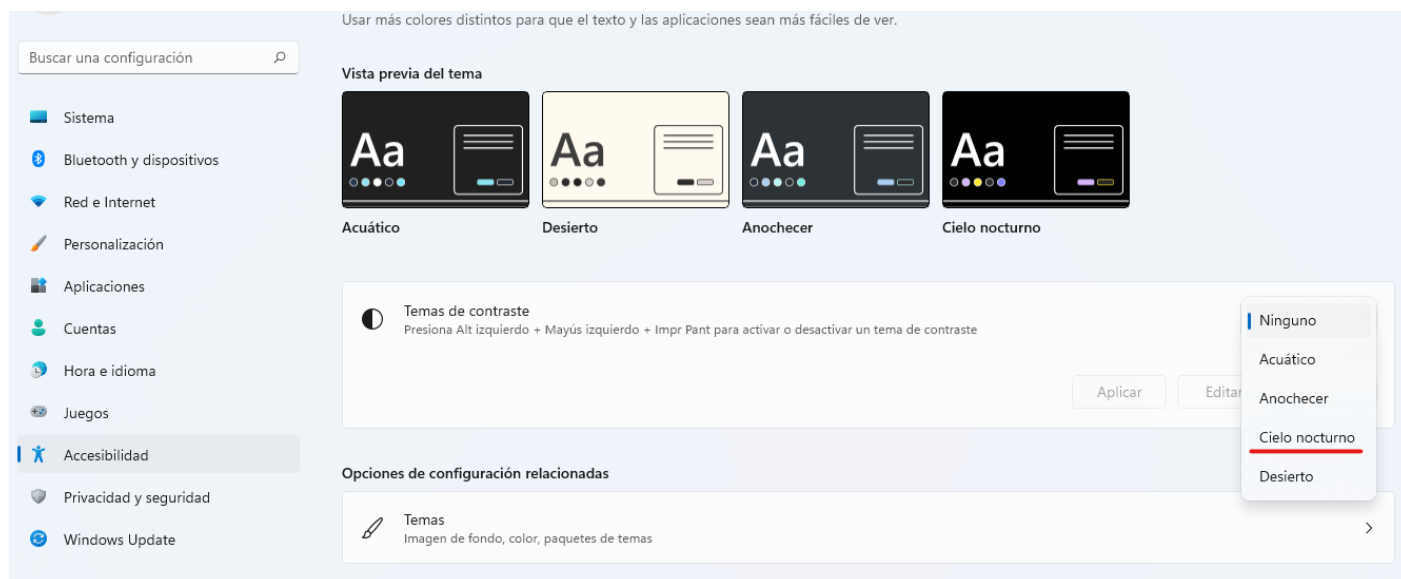 Usar más colores distintos para que el texto y las aplicaciones sean más fáciles de ver.
Buscar una configuración
Sistema
Bluetooth y dispositivos
Red e Internet
Personalización
Aplicaciones
Cuentas
Hora e idioma
Juegos
Accesibilidad
Privacidad y seguridad
Windows Update
Vista previa del tema
Aa Aa Aa Aa
Acuático Desierto Anochecer Cielo nocturno
Temas de contraste
Presiona Alt izquierdo + Mayús izquierdo + Impr Pant para activar o desactivar un tema de contraste
Aplicar Editar
Ninguno
Acuático
Anochecer
Cielo nocturno
Desierto
Opciones de configuración relacionadas
Temas
Imagen de fondo, color, paquetes de temas